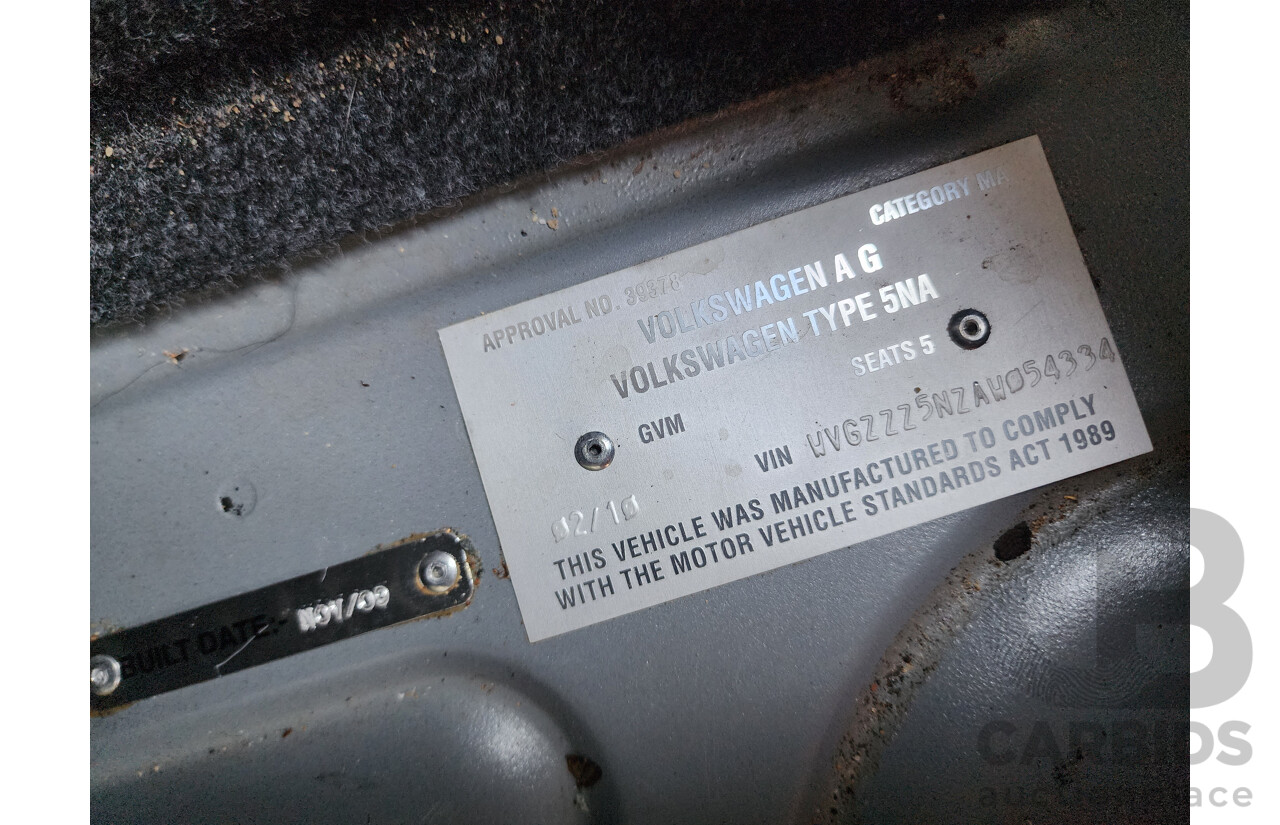 CATEGORY MA
APPROVAL NO. 39378
VOLKSWAGEN A G
VOLKSWAGEN TYPE 5NA
SEATS 5
GVM
VIN WVGZZZ5NZAW054334
02/10
THIS VEHICLE WAS MANUFACTURED TO COMPLY
WITH THE MOTOR VEHICLE STANDARDS ACT 1989
BUILT DATE:- NOV/09
CARBIDS
auctionplace